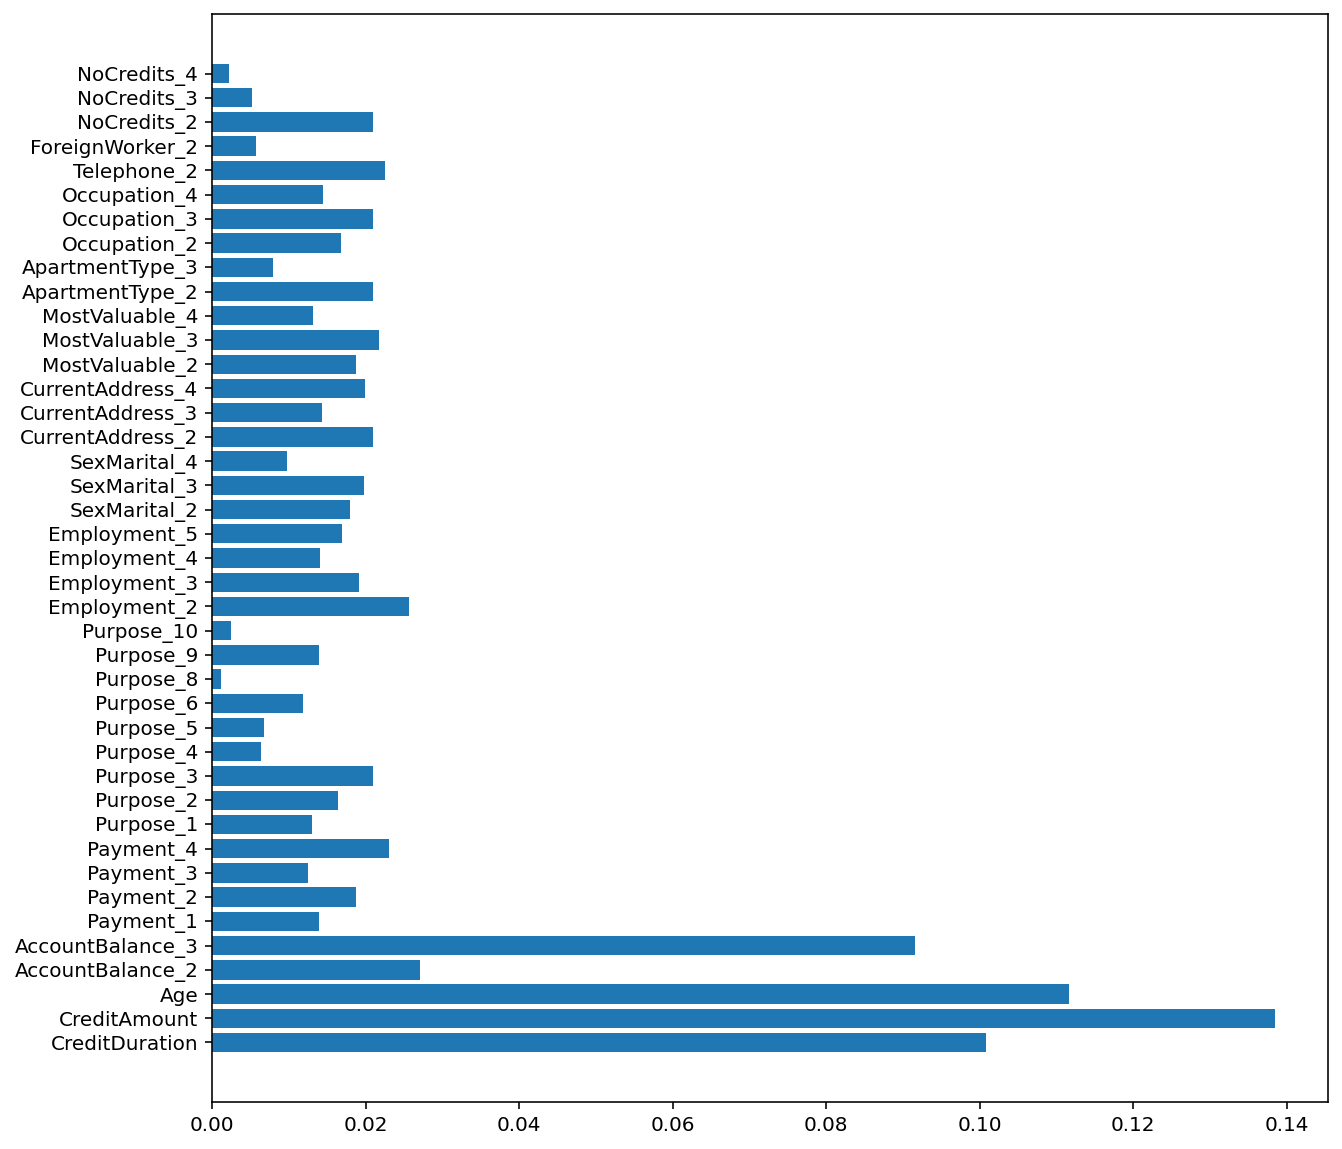 NoCredits_4
NoCredits_3
NoCredits_2
ForeignWorker_2
Telephone_2
Occupation_4
Occupation_3
Occupation_2
ApartmentType_3
ApartmentType_2
MostValuable_4
MostValuable_3
MostValuable_2
CurrentAddress_4
CurrentAddress_3
CurrentAddress_2
SexMarital_4
SexMarital_3
SexMarital_2
Employment_5
Employment_4
Employment_3
Employment_2
Purpose_10
Purpose_9
Purpose_8
Purpose_6
Purpose_5
Purpose_4
Purpose_3
Purpose_2
Purpose_1
Payment_4
Payment_3
Payment_2
Payment_1
AccountBalance_3
AccountBalance_2
Age
CreditAmount
CreditDuration
0.00 0.02 0.04 0.06 0.08 0.10 0.12 0.14